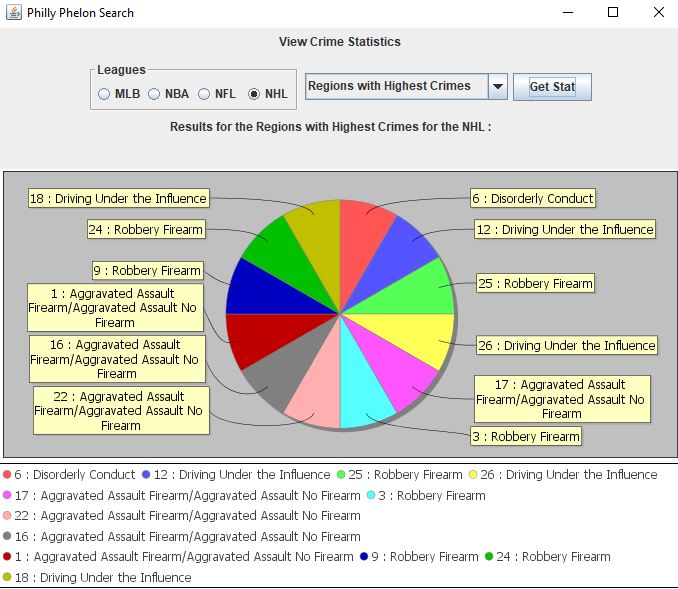 Philly Phelon Search
View Crime Statistics
Leagues
MLB NBA NFL NHL
Regions with Highest Crimes
Get Stat
Results for the Regions with Highest Crimes for the NHL :
18 : Driving Under the Influence
6 : Disorderly Conduct
24 : Robbery Firearm
12 : Driving Under the Influence
9 : Robbery Firearm
25 : Robbery Firearm
1 : Aggravated Assault
Firearm/Aggravated Assault No
Firearm
16 : Aggravated Assault
Firearm/Aggravated Assault No
Firearm
26 : Driving Under the Influence
22 : Aggravated Assault
Firearm/Aggravated Assault No
Firearm
17 : Aggravated Assault
Firearm/Aggravated Assault No
Firearm
3 : Robbery Firearm
6 : Disorderly Conduct 12 : Driving Under the Influence 25 : Robbery Firearm 26 : Driving Under the Influence
17 : Aggravated Assault Firearm/Aggravated Assault No Firearm 3 : Robbery Firearm
22 : Aggravated Assault Firearm/Aggravated Assault No Firearm
16 : Aggravated Assault Firearm/Aggravated Assault No Firearm
1 : Aggravated Assault Firearm/Aggravated Assault No Firearm 9 : Robbery Firearm 24 : Robbery Firearm
18 : Driving Under the Influence